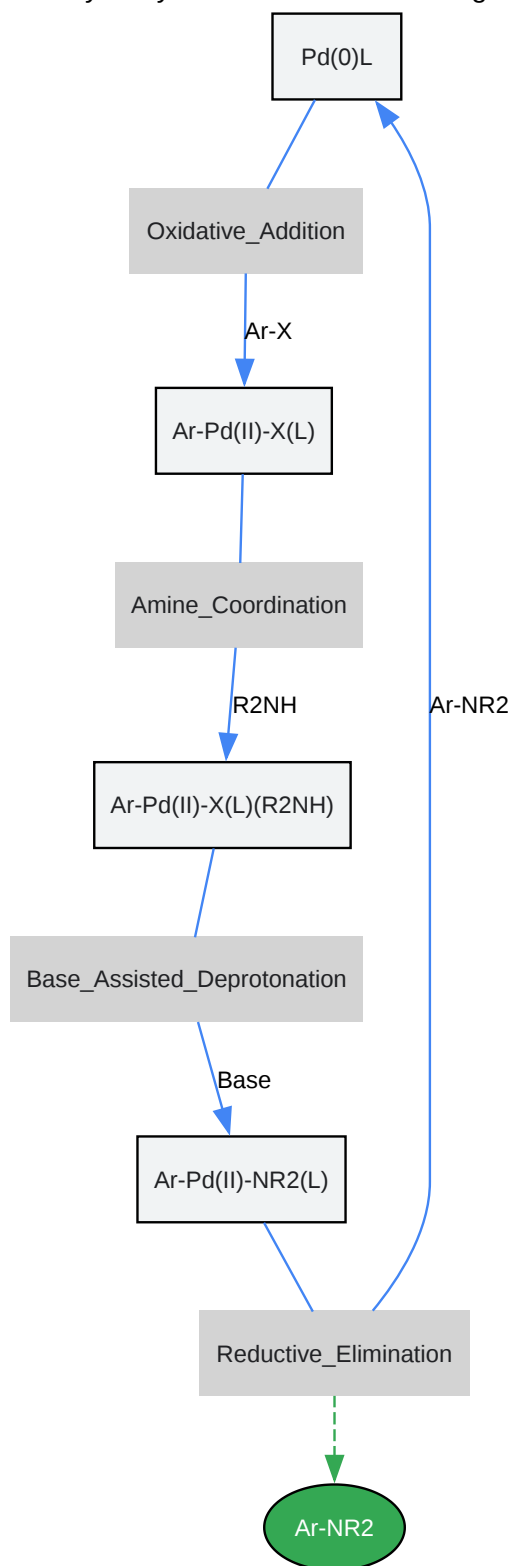 Pd(0)L
Oxidative_Addition
Ar-X
Ar-Pd(II)-X(L)
Amine_Coordination
R2NH
Ar-NR2
Ar-Pd(II)-X(L)(R2NH)
Base_Assisted_Deprotonation
Base
Ar-Pd(II)-NR2(L)
Reductive_Elimination
Ar-NR2